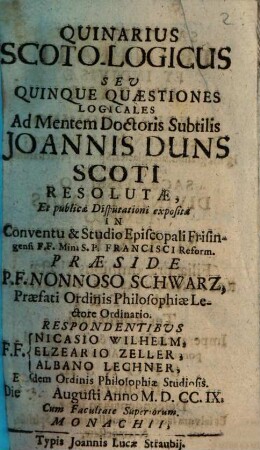 QUINARIUS
SCOTO-LOGICUS
SEV
QUINQUE QUÆSTIONES
LOGICALES
Ad Mentem Doctoris Subtilis
JOANNIS DUNS
SCOTI
RESOLUTÆ,
Et publicæ Disputationi expositæ
IN
Conventu & Studio Episcopali Frisin-
gensi F.F. Min: S. P. FRANCISCI Reform.
PRÆSIDE
P.F. NONNOSO SCHWARZ,
Præfati Ordinis Philosophiæ Le-
ctore Ordinario.
RESPONDENTIBVS
NICASIO WILHELM,
F.F. ELZEARIO ZELLER,
ALBANO LECHNER,
E dem Ordinis Philosophiæ Studiosis.
Die Augusti Anno M. D. CC. IX.
Cum Facultate Superiorum.
MONACHII,
Typis Joannis Lucæ Straubij.